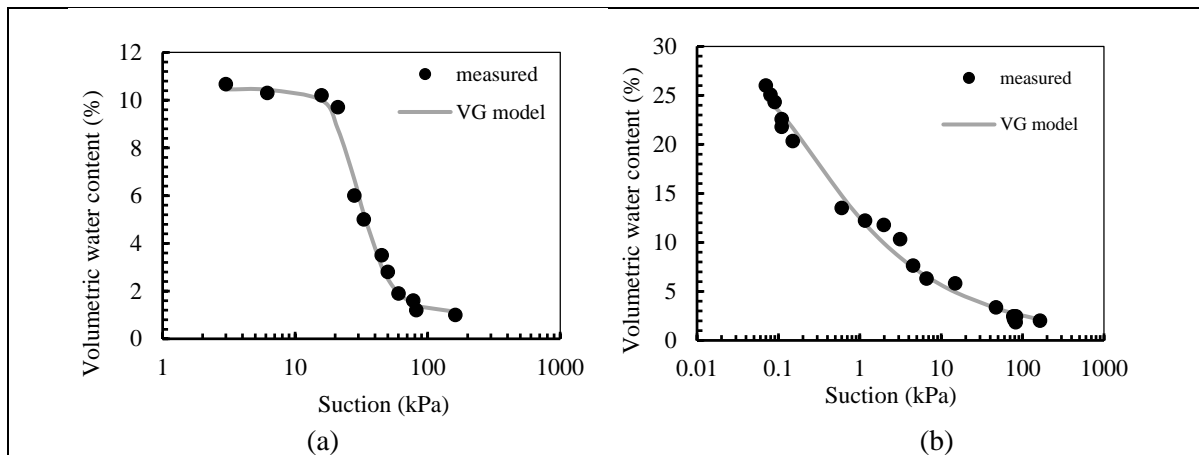 12
10
8
6
4
2
0
measured
VG model
Volumetric water content (%)
1 10 100 1000
Suction (kPa)
(a)
30
25
20
15
10
5
0
measured
VG model
Volumetric water content (%)
0.01 0.1 1 10 100 1000
Suction (kPa)
(b)